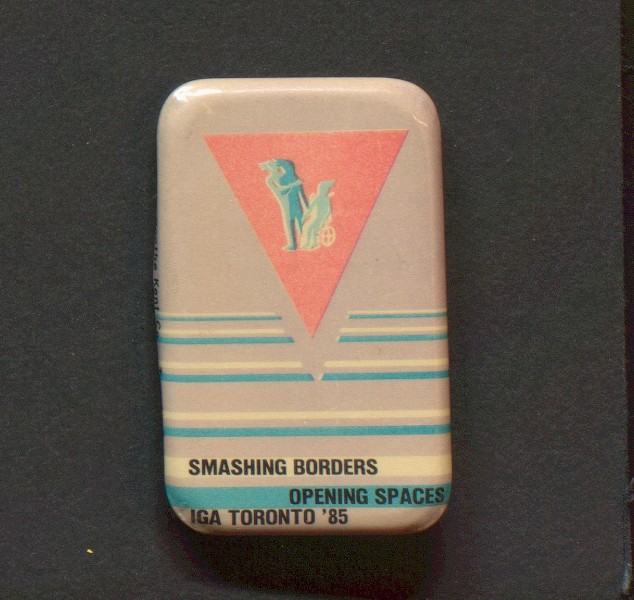 SMASHING BORDERS
OPENING SPACES
IGA TORONTO '85